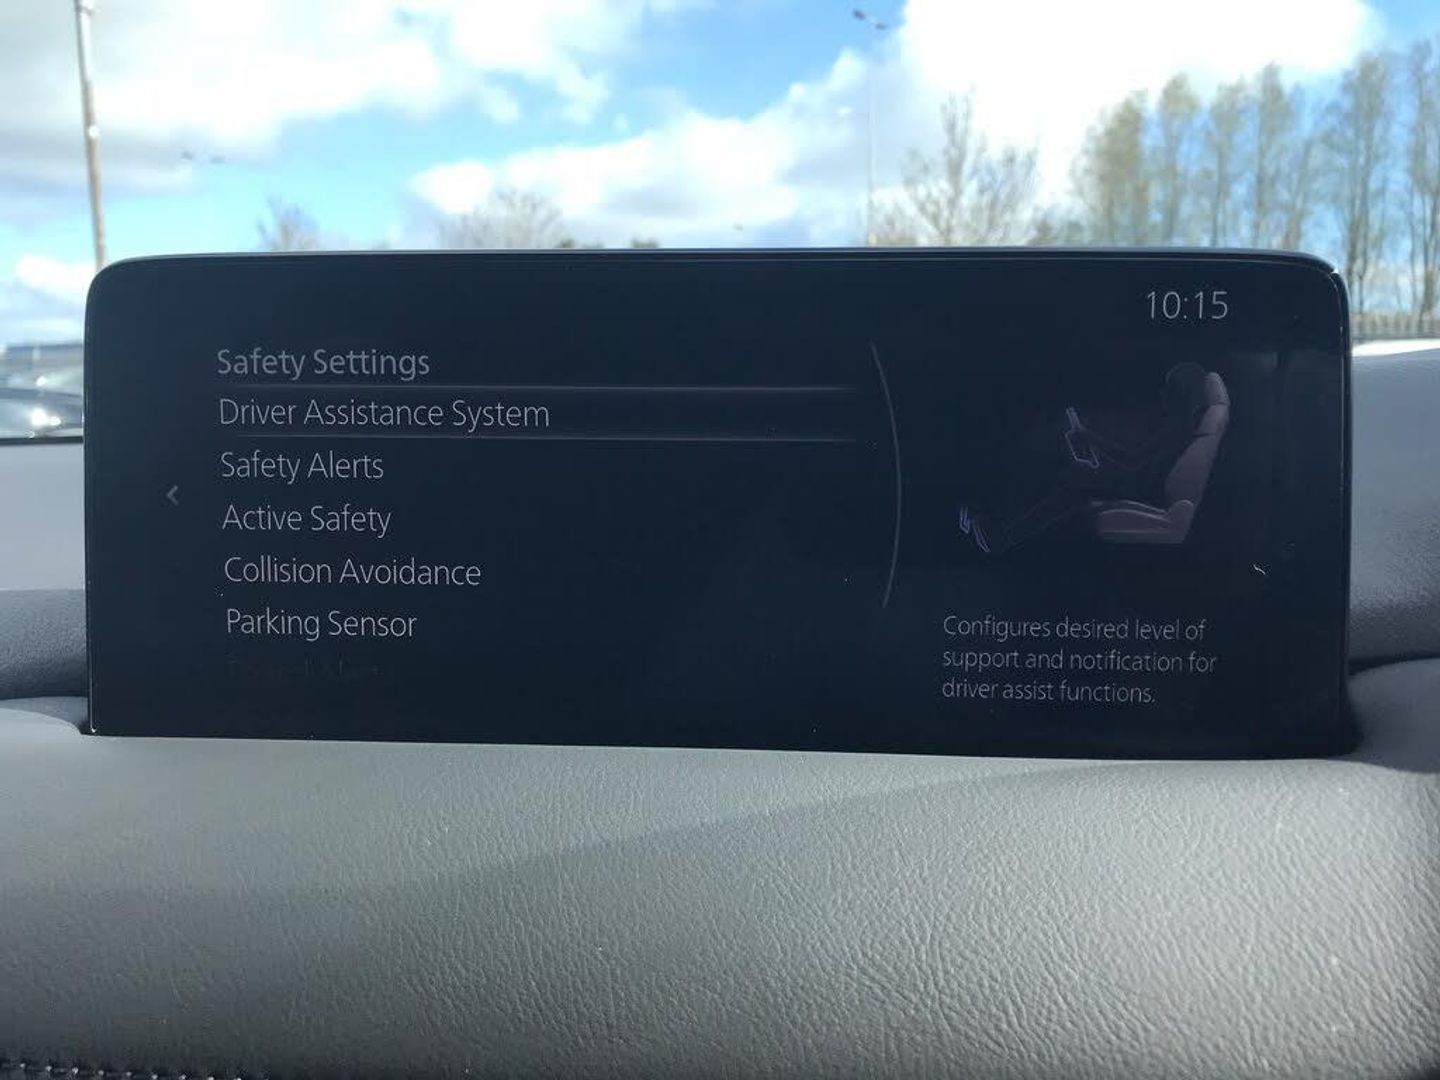 10:15
Safety Settings
Driver Assistance System
Safety Alerts
Active Safety
Collision Avoidance
Parking Sensor
Configures desired level of
support and notification for
driver assist functions.